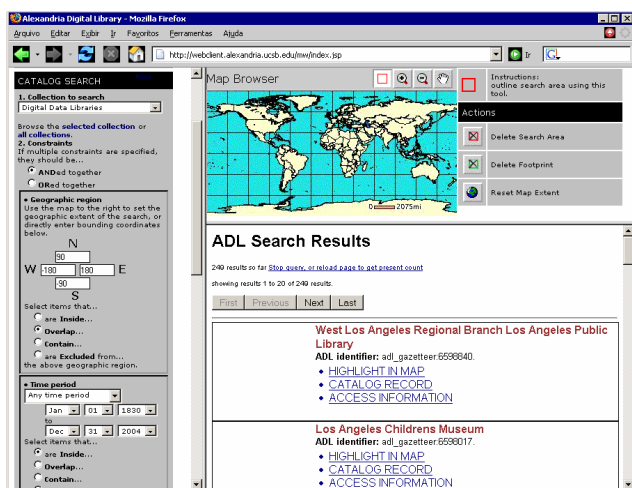 Alexandria Digital Library - Mozilla Firefox
Arquivo Editar Exibir Ir Favoritos Ferramentas Ajuda
http://webclient.alexandria.ucsb.edu/mw/index.jsp
Ir
G
CATALOG SEARCH
1. Collection to search
Digital Data Libraries
Browse the selected collection or
all collections.
2. Constraints
If multiple constraints are specified,
they should be...
ANDed together
ORed together
• Geographic region
Use the map to the right to set the
geographic extent of the search, or
directly enter bounding coordinates
below.
N
90
W -180 180 E
-90
S
Select items that...
are Inside...
Overlap...
Contain...
are Excluded from...
the above geographic region.
• Time period
Any time period
Jan 01 1830
to
Dec 31 2004
Select items that...
are Inside...
Overlap...
Contain...
Map Browser
0 2075mi
Instructions:
outline search area using this
tool.
Actions
Delete Search Area
Delete Footprint
Reset Map Extent
ADL Search Results
249 results so far Stop query, or reload page to get present count
showing results 1 to 20 of 249 results.
First Previous Next Last
West Los Angeles Regional Branch Los Angeles Public
Library
ADL identifier: adl_gazetteer:6598840.
• HIGHLIGHT IN MAP
• CATALOG RECORD
• ACCESS INFORMATION
Los Angeles Childrens Museum
ADL identifier: adl_gazetteer:6598017.
• HIGHLIGHT IN MAP
• CATALOG RECORD
• ACCESS INFORMATION